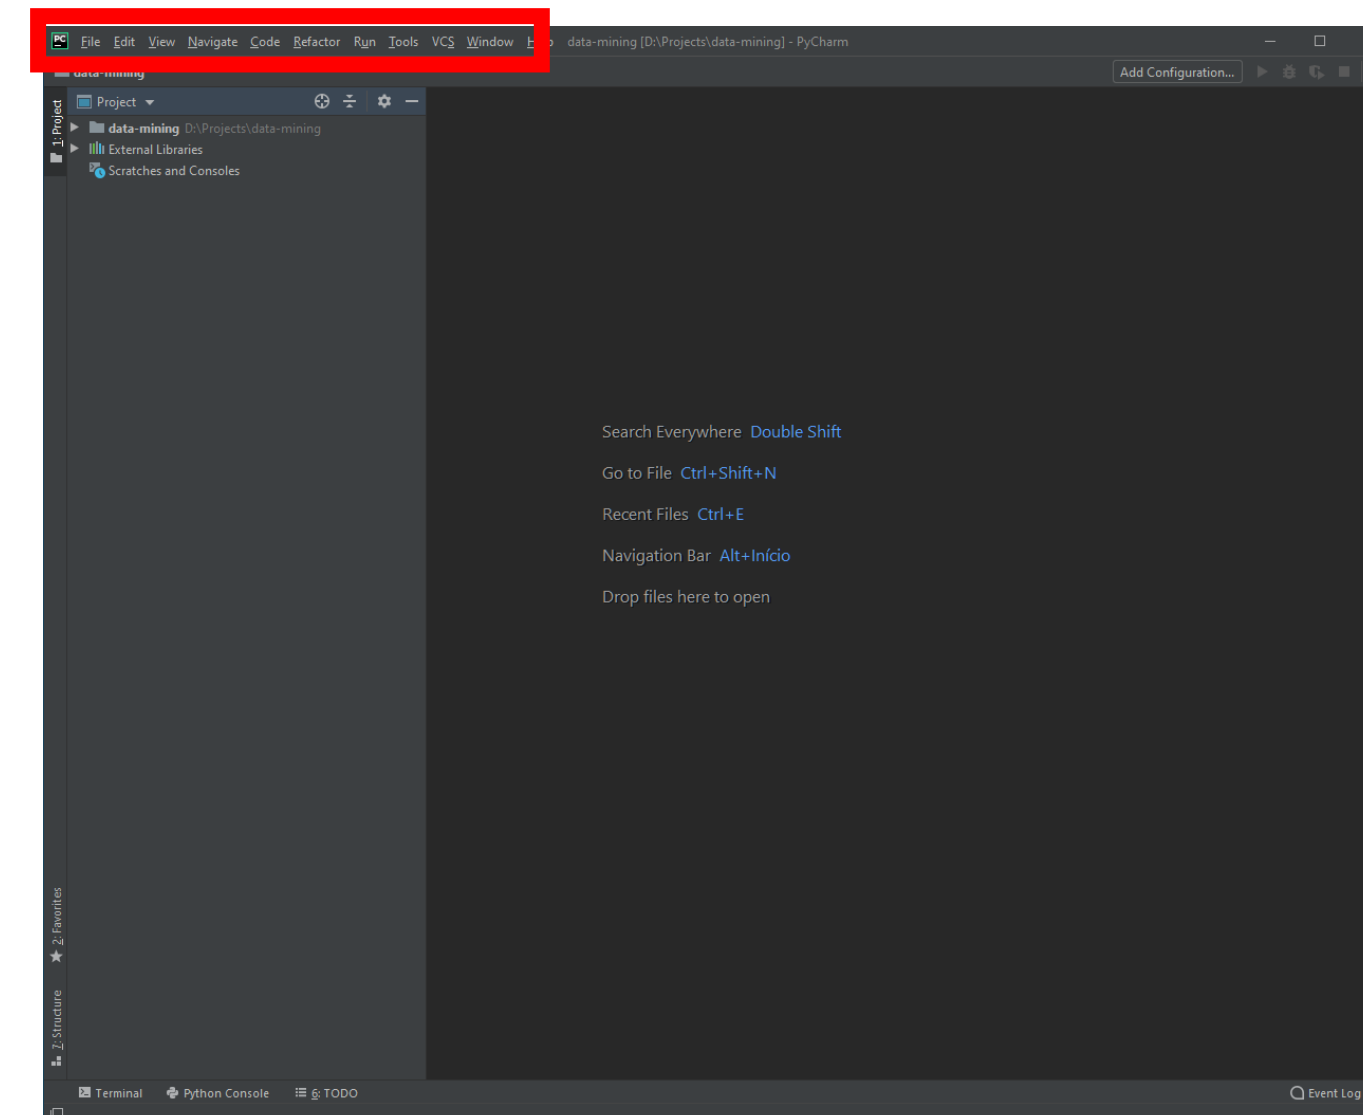 PC File Edit View Navigate Code Refactor Run Tools VCS Window data-mining [D:\Projects\data-mining] - PyCharm
data-mining Add Configuration...
1: Project
Project
data-mining D:\Projects\data-mining
External Libraries
Scratches and Consoles
Search Everywhere Double Shift
Go to File Ctrl+Shift+N
Recent Files Ctrl+E
Navigation Bar Alt+Início
Drop files here to open
2: Favorites
7: Structure
Terminal Python Console 6: TODO Event Log